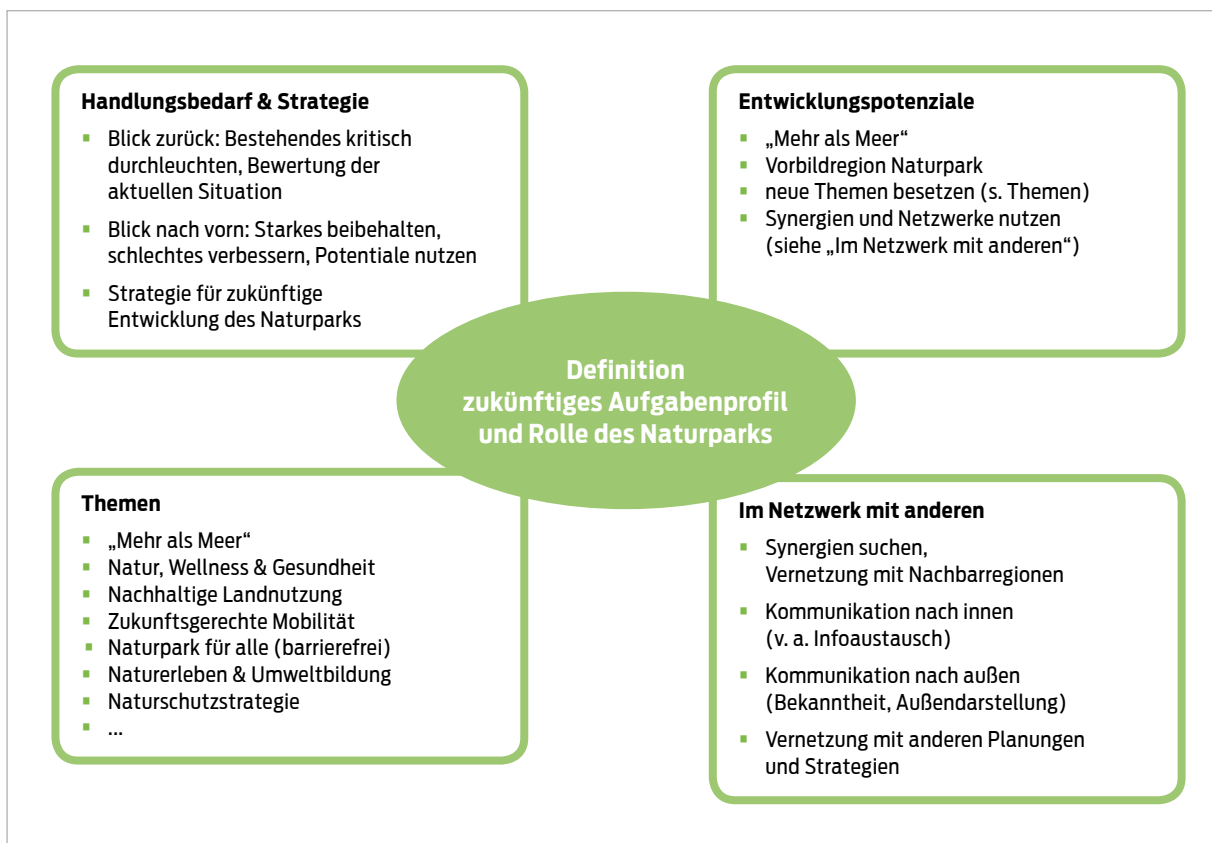 Handlungsbedarf & Strategie
▪ Blick zurück: Bestehendes kritisch
durchleuchten, Bewertung der
aktuellen Situation
▪ Blick nach vorn: Starkes beibehalten,
schlechtes verbessern, Potentiale nutzen
▪ Strategie für zukünftige
Entwicklung des Naturparks
Entwicklungspotenziale
▪ „Mehr als Meer“
▪ Vorbildregion Naturpark
▪ neue Themen besetzen (s. Themen)
▪ Synergien und Netzwerke nutzen
(siehe „Im Netzwerk mit anderen“)
Definition
zukünftiges Aufgabenprofil
und Rolle des Naturparks
Themen
▪ „Mehr als Meer“
▪ Natur, Wellness & Gesundheit
▪ Nachhaltige Landnutzung
▪ Zukunftsgerechte Mobilität
▪ Naturpark für alle (barrierefrei)
▪ Naturerleben & Umweltbildung
▪ Naturschutzstrategie
▪ ...
Im Netzwerk mit anderen
▪ Synergien suchen,
Vernetzung mit Nachbarregionen
▪ Kommunikation nach innen
(v. a. Infoaustausch)
▪ Kommunikation nach außen
(Bekanntheit, Außendarstellung)
▪ Vernetzung mit anderen Planungen
und Strategien